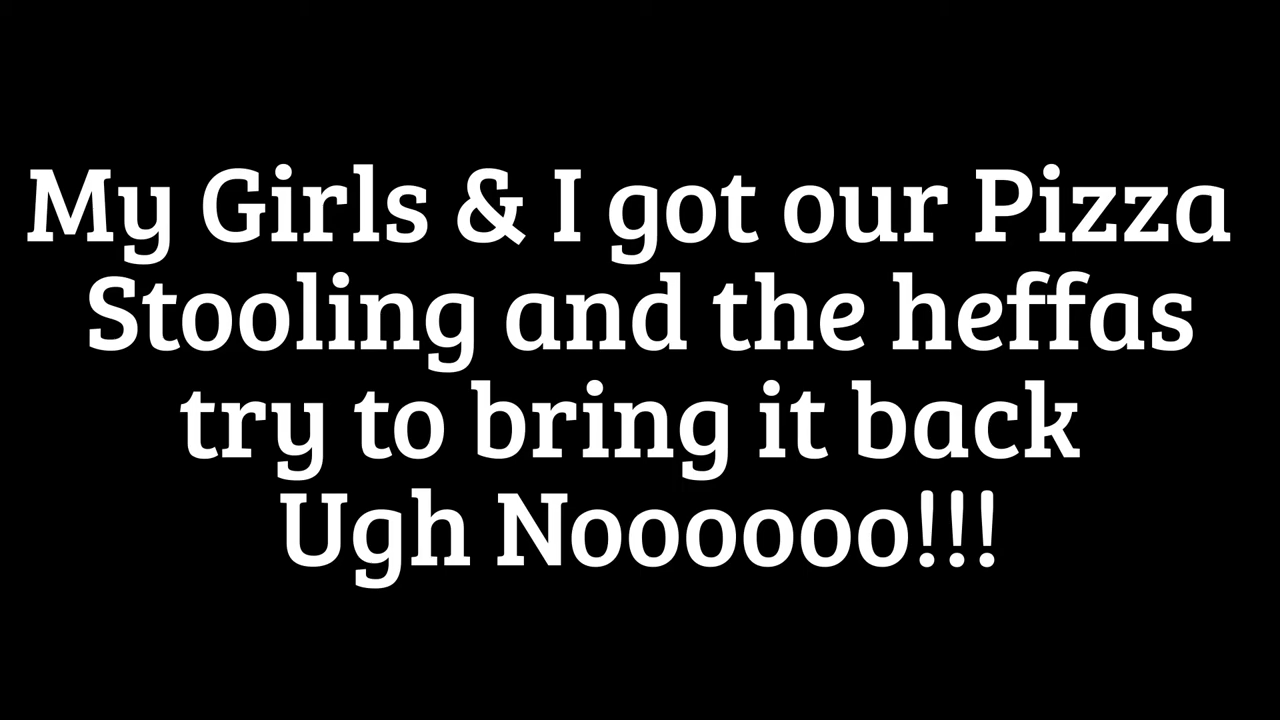 My Girls & I got our Pizza
Stooling and the heffas
try to bring it back
Ugh Noooooo!!!